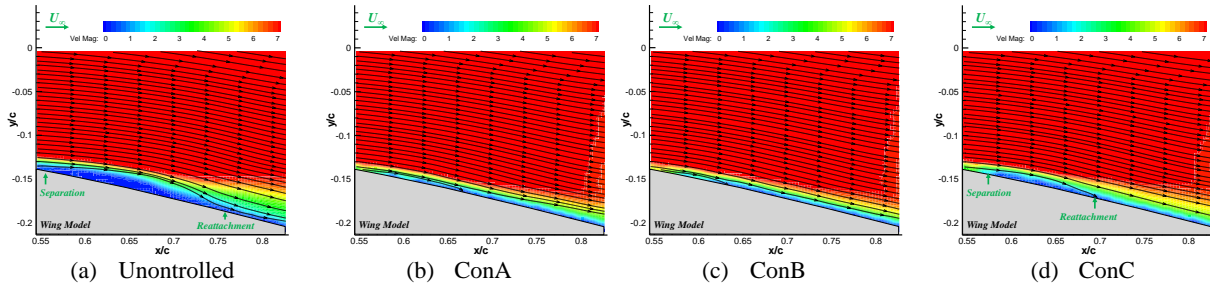 U∞
Vel Mag: 0 1 2 3 4 5 6 7
0
-0.05
-0.1
-0.15
-0.2
y/c
Separation
Reattachment
Wing Model
0.55 0.6 0.65 0.7 0.75 0.8
x/c
(a) Unontrolled
U∞
Vel Mag: 0 1 2 3 4 5 6 7
0
-0.05
-0.1
-0.15
-0.2
y/c
Wing Model
0.55 0.6 0.65 0.7 0.75 0.8
x/c
(b) ConA
U∞
Vel Mag: 0 1 2 3 4 5 6 7
0
-0.05
-0.1
-0.15
-0.2
y/c
Wing Model
0.55 0.6 0.65 0.7 0.75 0.8
x/c
(c) ConB
U∞
Vel Mag: 0 1 2 3 4 5 6 7
0
-0.05
-0.1
-0.15
-0.2
y/c
Separation
Reattachment
Wing Model
0.55 0.6 0.65 0.7 0.75 0.8
x/c
(d) ConC